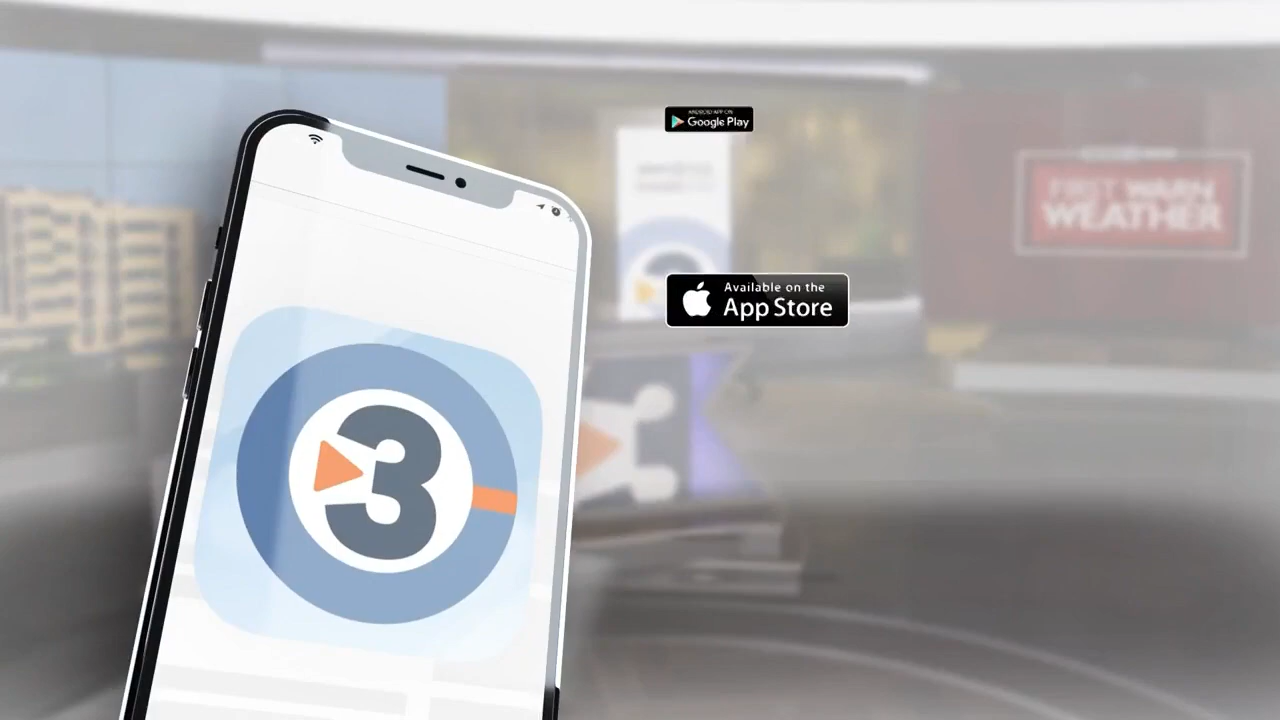 ANDROID APP ON
Google Play
FIRST WARN
WEATHER
Available on the
App Store
3